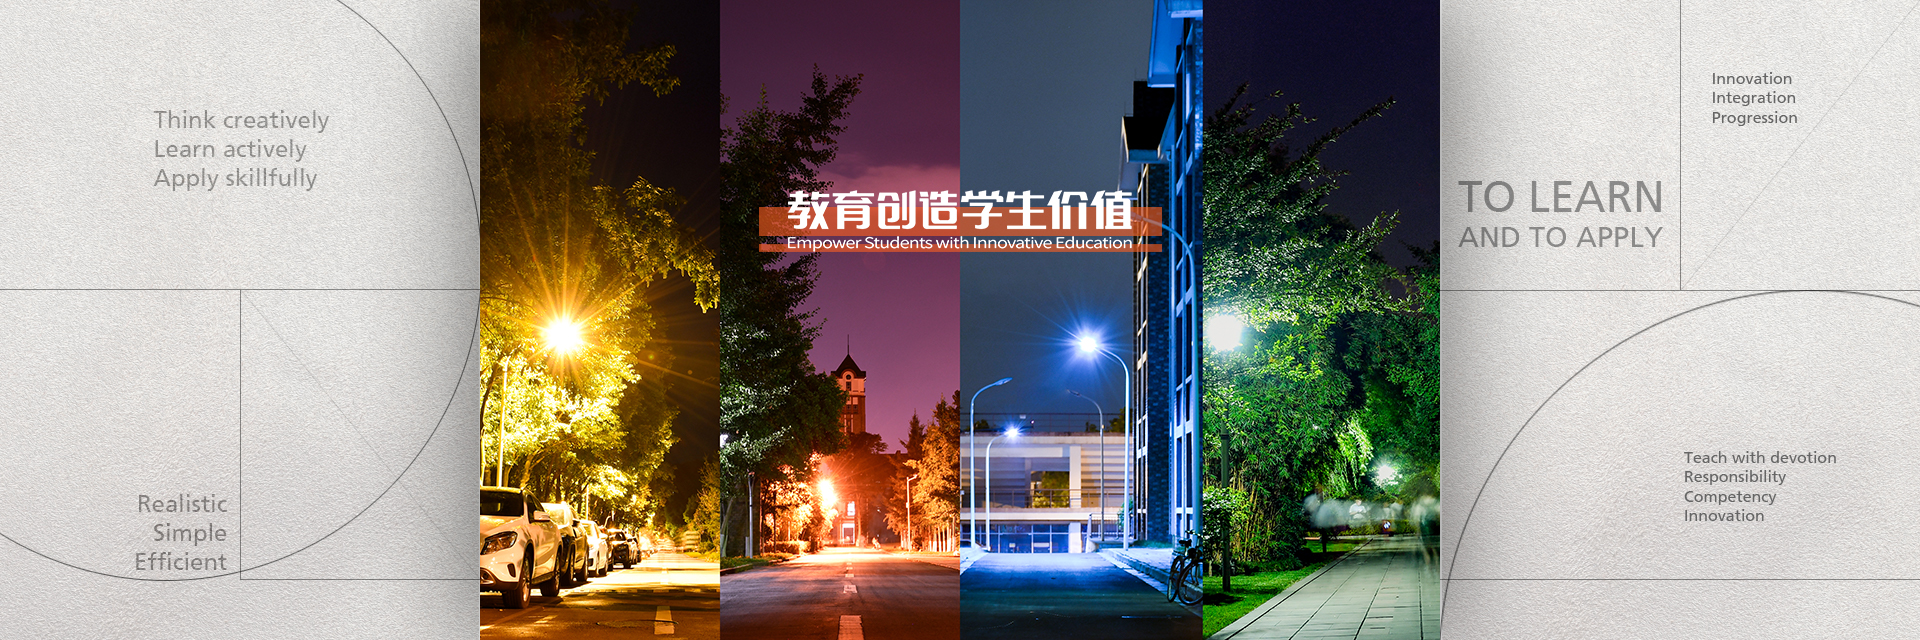 Think creatively
Learn actively
Apply skillfully
Realistic
Simple
Efficient
教育创造学生价值
Empower Students with Innovative Education
TO LEARN
AND TO APPLY
Innovation
Integration
Progression
Teach with devotion
Responsibility
Competency
Innovation